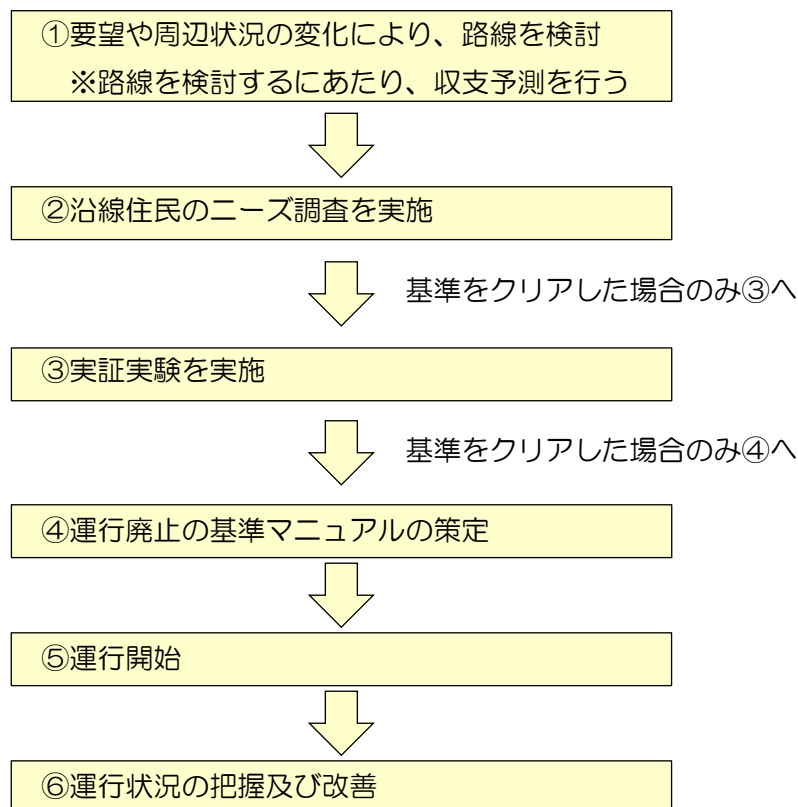 ①要望や周辺状況の変化により、路線を検討
※路線を検討するにあたり、収支予測を行う
②沿線住民のニーズ調査を実施
基準をクリアした場合のみ③へ
③実証実験を実施
基準をクリアした場合のみ④へ
④運行廃止の基準マニュアルの策定
⑤運行開始
⑥運行状況の把握及び改善